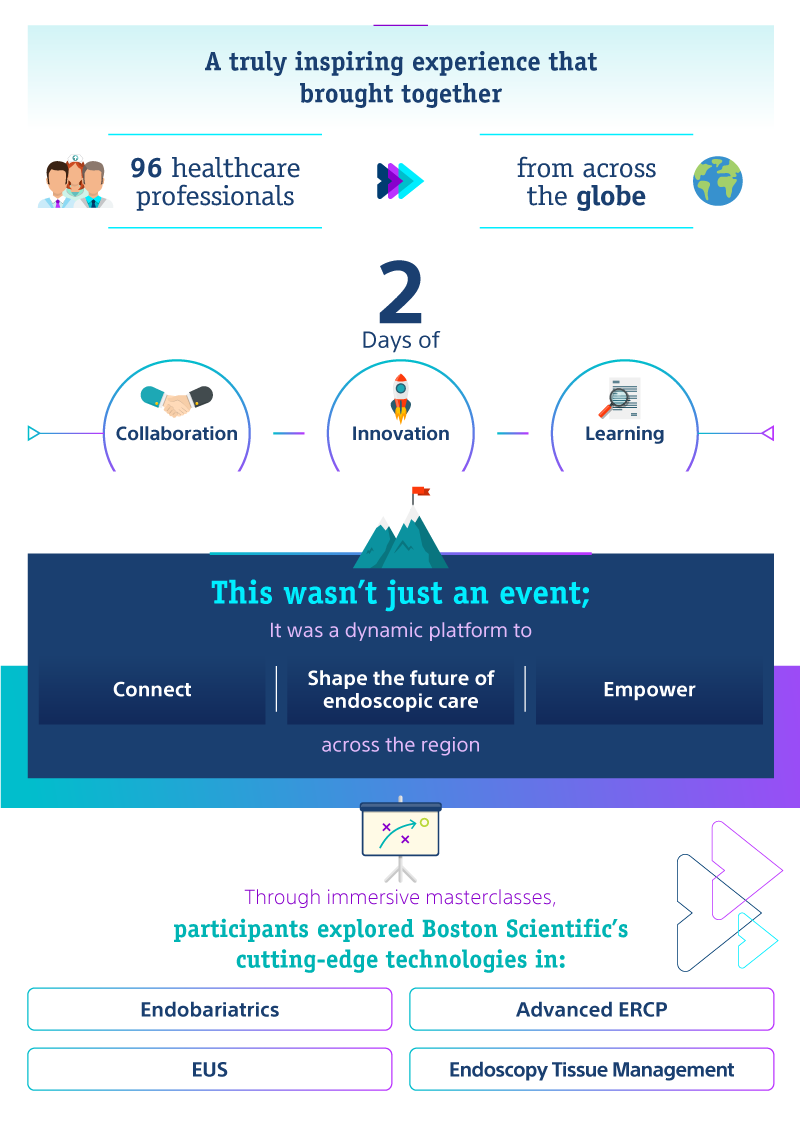 A truly inspiring experience that
brought together
96 healthcare
professionals
from across
the globe
2
Days of
Collaboration
Innovation
Learning
This wasn't just an event;
It was a dynamic platform to
Connect
Shape the future of
endoscopic care
Empower
across the region
Through immersive masterclasses,
participants explored Boston Scientific's
cutting-edge technologies in:
Endobariatrics
Advanced ERCP
EUS
Endoscopy Tissue Management